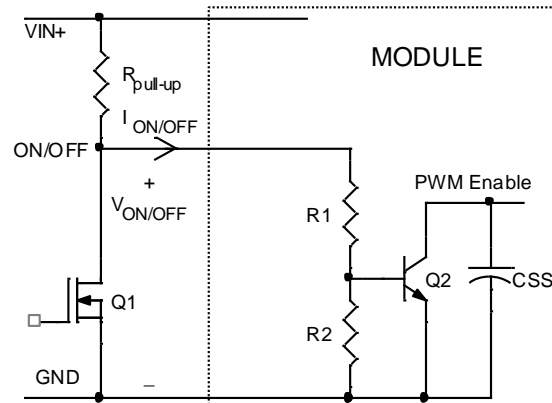 VIN+
MODULE
Rpull-up
ION/OFF
ON/OFF
+
VON/OFF
PWM Enable
R1
Q2
CSS
Q1
R2
GND
_